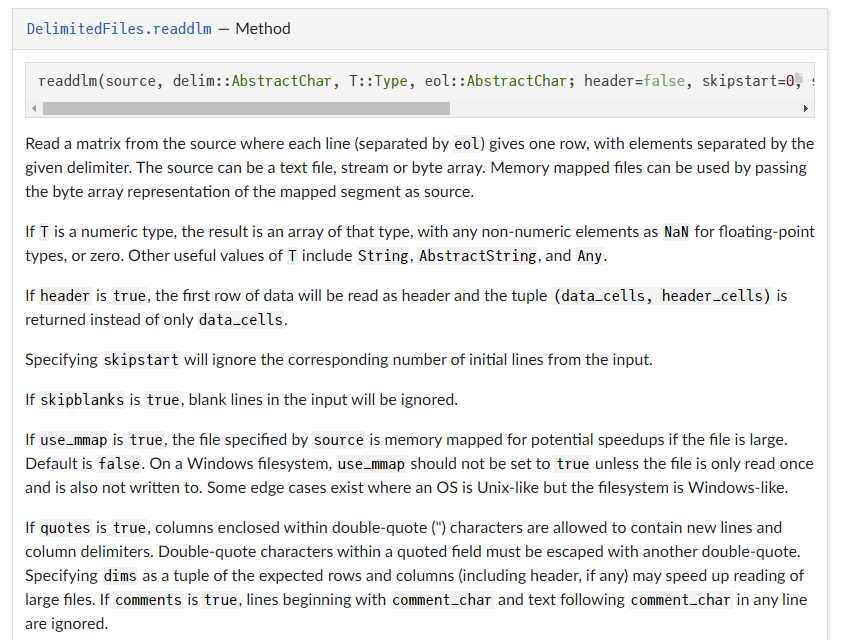 DelimitedFiles.readdlm — Method
readdlm(source, delim::AbstractChar, T::Type, eol::AbstractChar; header=false, skipstart=0,
Read a matrix from the source where each line (separated by eol) gives one row, with elements separated by the
given delimiter. The source can be a text file, stream or byte array. Memory mapped files can be used by passing
the byte array representation of the mapped segment as source.
If T is a numeric type, the result is an array of that type, with any non-numeric elements as NaN for floating-point
types, or zero. Other useful values of T include String, AbstractString, and Any.
If header is true, the first row of data will be read as header and the tuple (data_cells, header_cells) is
returned instead of only data_cells.
Specifying skipstart will ignore the corresponding number of initial lines from the input.
If skipblanks is true, blank lines in the input will be ignored.
If use_mmap is true, the file specified by source is memory mapped for potential speedups if the file is large.
Default is false. On a Windows filesystem, use_mmap should not be set to true unless the file is only read once
and is also not written to. Some edge cases exist where an OS is Unix-like but the filesystem is Windows-like.
If quotes is true, columns enclosed within double-quote (") characters are allowed to contain new lines and
column delimiters. Double-quote characters within a quoted field must be escaped with another double-quote.
Specifying dims as a tuple of the expected rows and columns (including header, if any) may speed up reading of
large files. If comments is true, lines beginning with comment_char and text following comment_char in any line
are ignored.